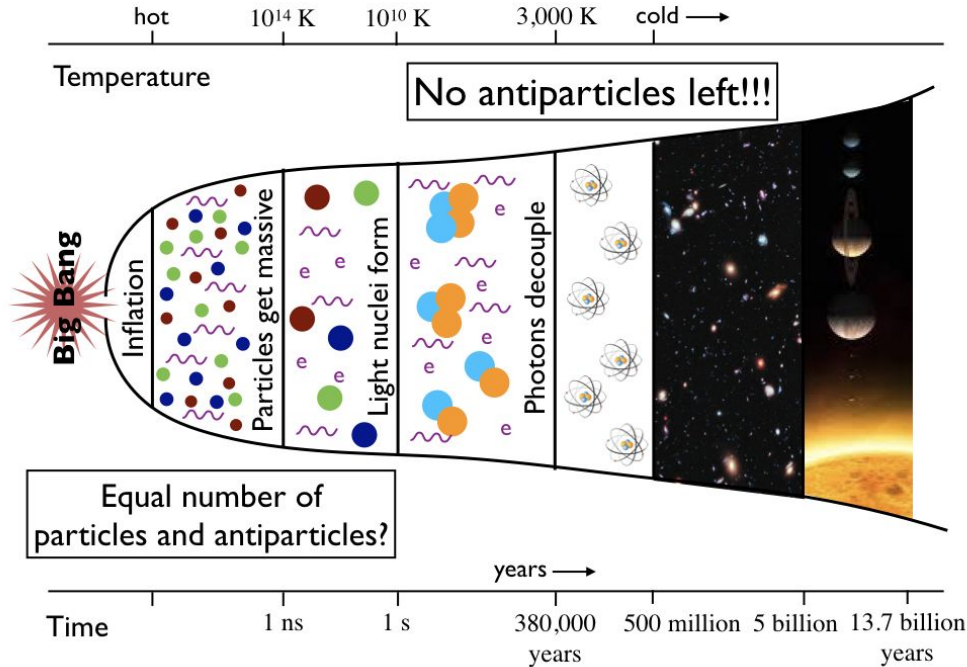 hot 10¹⁴ K 10¹⁰ K 3,000 K cold
Temperature
No antiparticles left!!!
Big Bang
Inflation
Particles get massive
Light nuclei form
Photons decouple
e
e e
e
e
e
e
e
e
Equal number of
particles and antiparticles?
years
Time 1 ns 1 s 380,000 500 million 5 billion 13.7 billion
years years